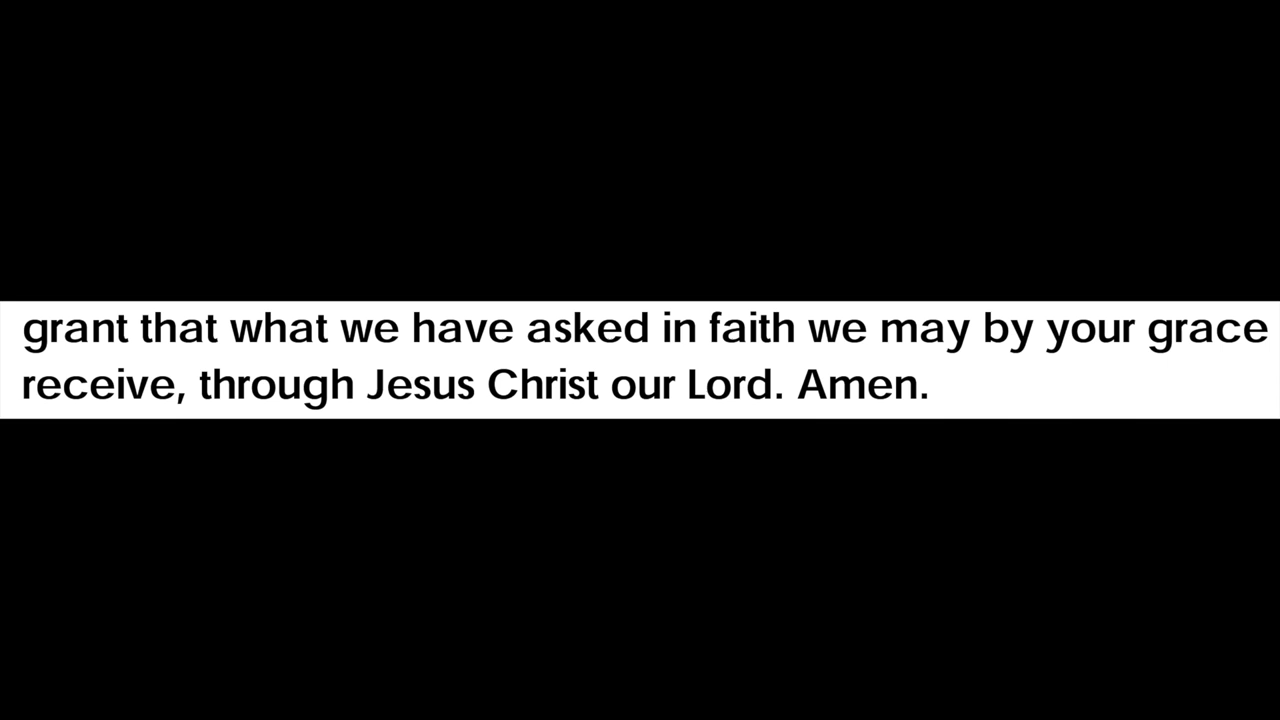 grant that what we have asked in faith we may by your grace
receive, through Jesus Christ our Lord. Amen.